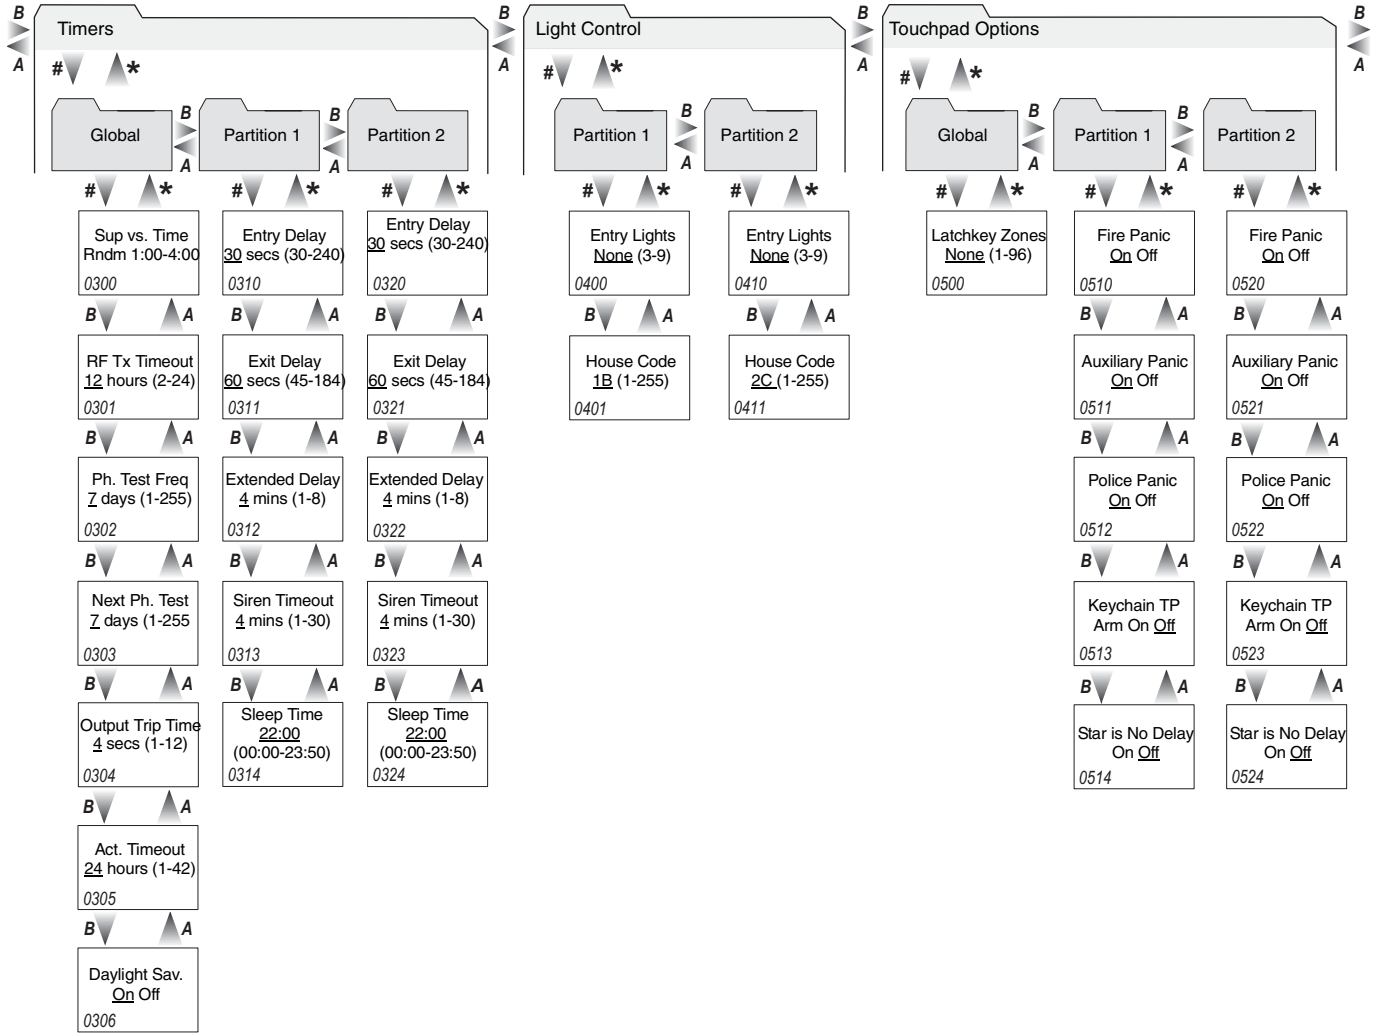 B
A
Timers
#
*
Global
B
A
Partition 1
B
A
Partition 2
#
*
Sup vs. Time
Rndm 1:00-4:00
0300
B
A
RF Tx Timeout
12 hours (2-24)
0301
B
A
Ph. Test Freq
7 days (1-255)
0302
B
A
Next Ph. Test
7 days (1-255
0303
B
A
Output Trip Time
4 secs (1-12)
0304
B
A
Act. Timeout
24 hours (1-42)
0305
B
A
Daylight Sav.
On Off
0306
#
*
Entry Delay
30 secs (30-240)
0310
B
A
Exit Delay
60 secs (45-184)
0311
B
A
Extended Delay
4 mins (1-8)
0312
B
A
Siren Timeout
4 mins (1-30)
0313
B
A
Sleep Time
22:00
(00:00-23:50)
0314
#
*
Entry Delay
30 secs (30-240)
0320
B
A
Exit Delay
60 secs (45-184)
0321
B
A
Extended Delay
4 mins (1-8)
0322
B
A
Siren Timeout
4 mins (1-30)
0323
B
A
Sleep Time
22:00
(00:00-23:50)
0324
B
A
Light Control
#
*
Partition 1
B
A
Partition 2
#
*
Entry Lights
None (3-9)
0400
B
A
House Code
1B (1-255)
0401
#
*
Entry Lights
None (3-9)
0410
B
A
House Code
2C (1-255)
0411
B
A
Touchpad Options
#
*
Global
B
A
Partition 1
B
A
Partition 2
#
*
Latchkey Zones
None (1-96)
0500
#
*
Fire Panic
On Off
0510
B
A
Auxiliary Panic
On Off
0511
B
A
Police Panic
On Off
0512
B
A
Keychain TP
Arm On Off
0513
B
A
Star is No Delay
On Off
0514
#
*
Fire Panic
On Off
0520
B
A
Auxiliary Panic
On Off
0521
B
A
Police Panic
On Off
0522
B
A
Keychain TP
Arm On Off
0523
B
A
Star is No Delay
On Off
0524
B
A